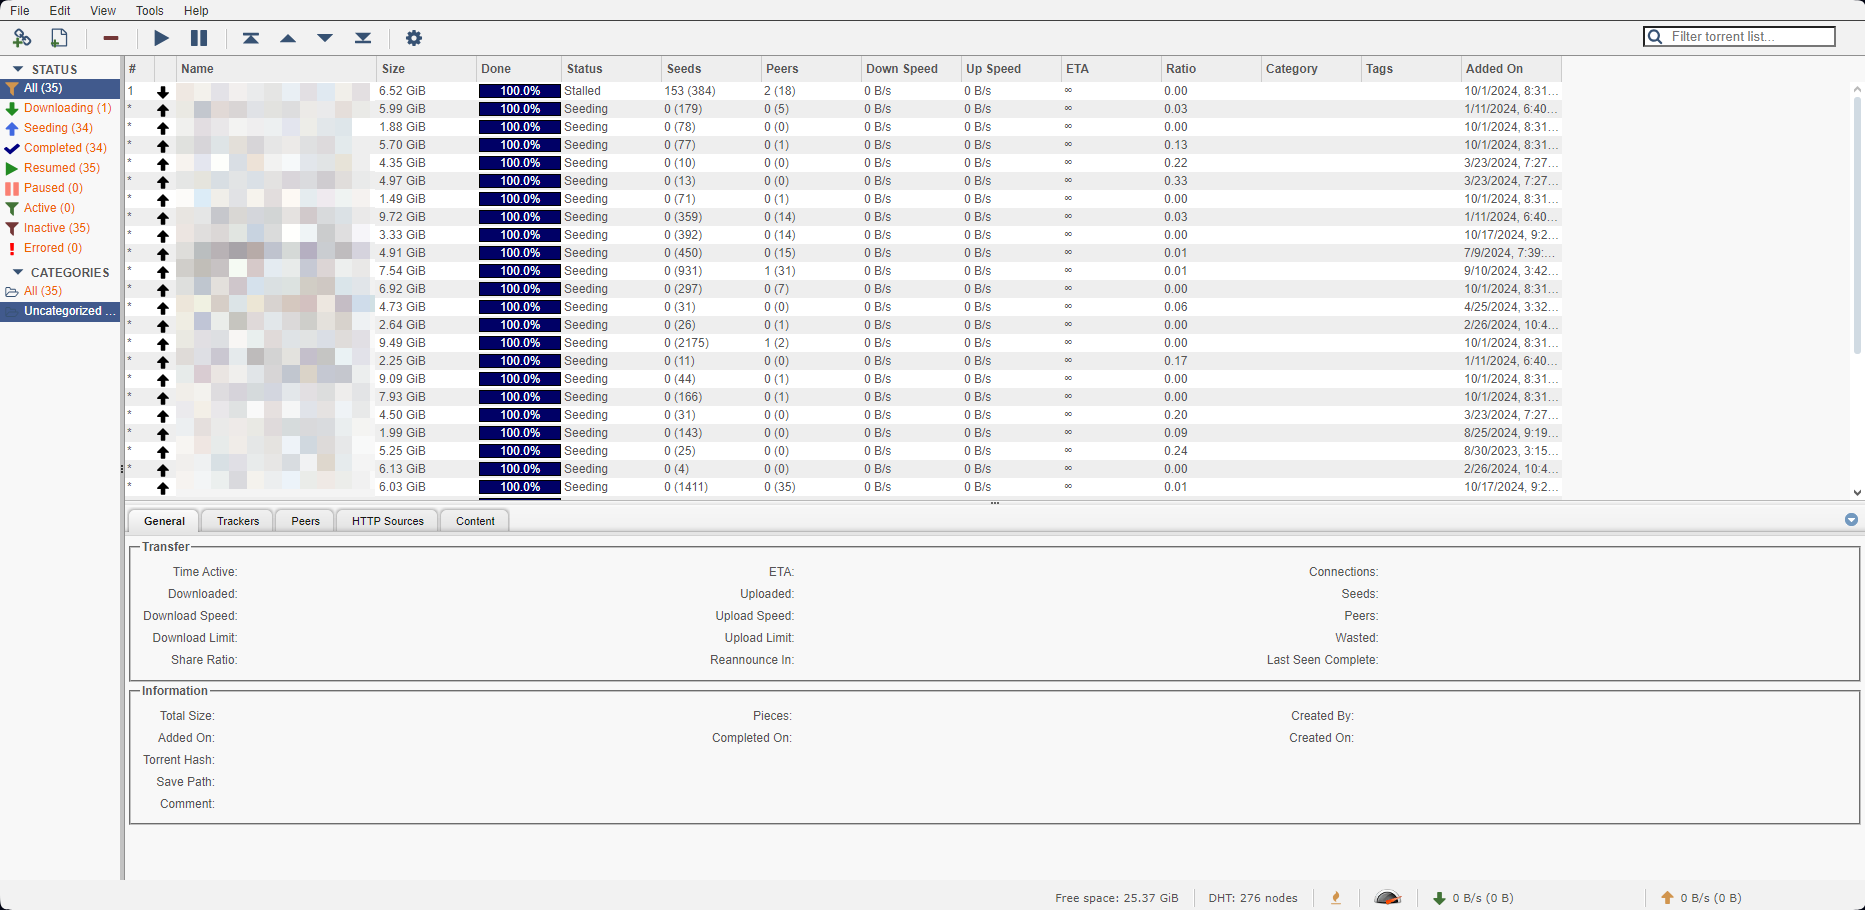 File Edit View Tools Help
Filter torrent list...
STATUS
All (35)
Downloading (1)
Seeding (34)
Completed (34)
Resumed (35)
Paused (0)
Active (0)
Inactive (35)
Errored (0)
CATEGORIES
All (35)
Uncategorized ...
# Name Size Done Status Seeds Peers Down Speed Up Speed ETA Ratio Category Tags Added On
1 6.52 GiB 100.0% Stalled 153 (384) 2 (18) 0 B/s 0 B/s ∞ 0.00 10/1/2024, 8:31...
* 5.99 GiB 100.0% Seeding 0 (179) 0 (5) 0 B/s 0 B/s ∞ 0.03 1/11/2024, 6:40...
* 1.88 GiB 100.0% Seeding 0 (78) 0 (0) 0 B/s 0 B/s ∞ 0.00 10/1/2024, 8:31...
* 5.70 GiB 100.0% Seeding 0 (77) 0 (1) 0 B/s 0 B/s ∞ 0.13 10/1/2024, 8:31...
* 4.35 GiB 100.0% Seeding 0 (10) 0 (0) 0 B/s 0 B/s ∞ 0.22 3/23/2024, 7:27...
* 4.97 GiB 100.0% Seeding 0 (13) 0 (0) 0 B/s 0 B/s ∞ 0.33 3/23/2024, 7:27...
* 1.49 GiB 100.0% Seeding 0 (71) 0 (1) 0 B/s 0 B/s ∞ 0.00 10/1/2024, 8:31...
* 9.72 GiB 100.0% Seeding 0 (359) 0 (14) 0 B/s 0 B/s ∞ 0.03 1/11/2024, 6:40...
* 3.33 GiB 100.0% Seeding 0 (392) 0 (14) 0 B/s 0 B/s ∞ 0.00 10/17/2024, 9:2...
* 4.91 GiB 100.0% Seeding 0 (450) 0 (15) 0 B/s 0 B/s ∞ 0.01 7/9/2024, 7:39:...
* 7.54 GiB 100.0% Seeding 0 (931) 1 (31) 0 B/s 0 B/s ∞ 0.01 9/10/2024, 3:42...
* 6.92 GiB 100.0% Seeding 0 (297) 0 (7) 0 B/s 0 B/s ∞ 0.00 10/1/2024, 8:31...
* 4.73 GiB 100.0% Seeding 0 (31) 0 (0) 0 B/s 0 B/s ∞ 0.06 4/25/2024, 3:32...
* 2.64 GiB 100.0% Seeding 0 (26) 0 (1) 0 B/s 0 B/s ∞ 0.00 2/26/2024, 10:4...
* 9.49 GiB 100.0% Seeding 0 (2175) 1 (2) 0 B/s 0 B/s ∞ 0.00 10/1/2024, 8:31...
* 2.25 GiB 100.0% Seeding 0 (11) 0 (0) 0 B/s 0 B/s ∞ 0.17 1/11/2024, 6:40...
* 9.09 GiB 100.0% Seeding 0 (44) 0 (1) 0 B/s 0 B/s ∞ 0.00 10/1/2024, 8:31...
* 7.93 GiB 100.0% Seeding 0 (166) 0 (1) 0 B/s 0 B/s ∞ 0.00 10/1/2024, 8:31...
* 4.50 GiB 100.0% Seeding 0 (31) 0 (0) 0 B/s 0 B/s ∞ 0.20 3/23/2024, 7:27...
* 1.99 GiB 100.0% Seeding 0 (143) 0 (0) 0 B/s 0 B/s ∞ 0.09 8/25/2024, 9:19...
* 5.25 GiB 100.0% Seeding 0 (25) 0 (0) 0 B/s 0 B/s ∞ 0.24 8/30/2023, 3:15...
* 6.13 GiB 100.0% Seeding 0 (4) 0 (0) 0 B/s 0 B/s ∞ 0.00 2/26/2024, 10:4...
* 6.03 GiB 100.0% Seeding 0 (1411) 0 (35) 0 B/s 0 B/s ∞ 0.01 10/17/2024, 9:2...
General Trackers Peers HTTP Sources Content
Transfer
Time Active: ETA: Connections:
Downloaded: Uploaded: Seeds:
Download Speed: Upload Speed: Peers:
Download Limit: Upload Limit: Wasted:
Share Ratio: Reannounce In: Last Seen Complete:
Information
Total Size: Pieces: Created By:
Added On: Completed On: Created On:
Torrent Hash:
Save Path:
Comment:
Free space: 25.37 GiB DHT: 276 nodes 0 B/s (0 B) 0 B/s (0 B)